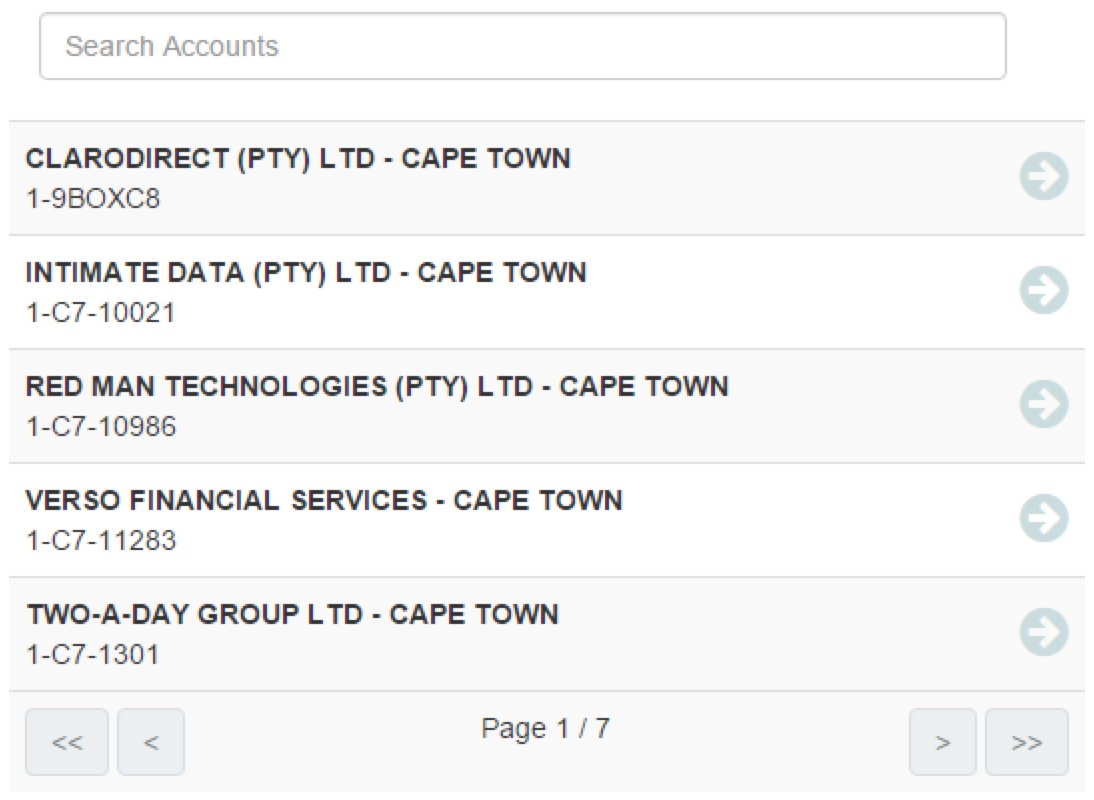 Search Accounts
CLARODIRECT (PTY) LTD - CAPE TOWN
1-9BOXC8
INTIMATE DATA (PTY) LTD - CAPE TOWN
1-C7-10021
RED MAN TECHNOLOGIES (PTY) LTD - CAPE TOWN
1-C7-10986
VERSO FINANCIAL SERVICES - CAPE TOWN
1-C7-11283
TWO-A-DAY GROUP LTD - CAPE TOWN
1-C7-1301
<< < Page 1 / 7 > >>